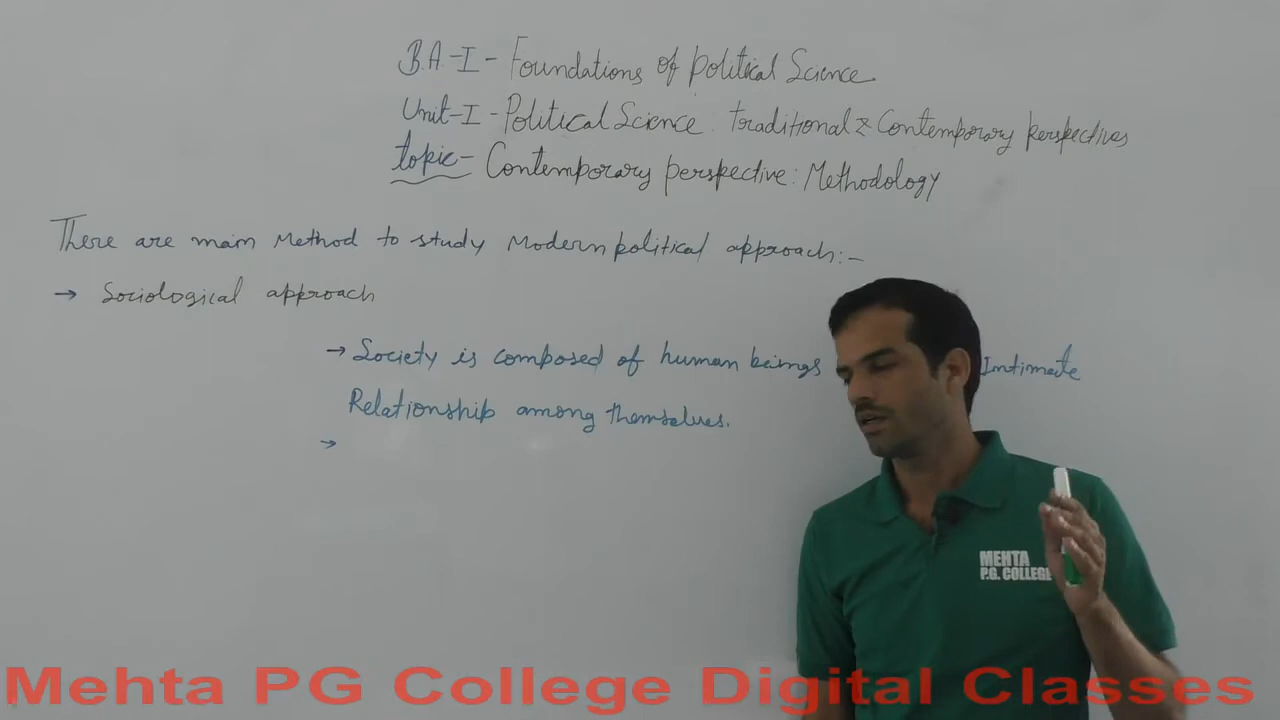 B.A.-I - Foundations of Political Science
Unit-I - Political Science: Traditional & Contemporary perspectives
topic - Contemporary perspective: Methodology
There are main Method to study Modern political approach:-
→ Sociological approach
→ Society is composed of human beings Intimate
Relationship among themselves.
→
MEHTA
P.G. COLLEGE
Mehta PG College Digital Classes